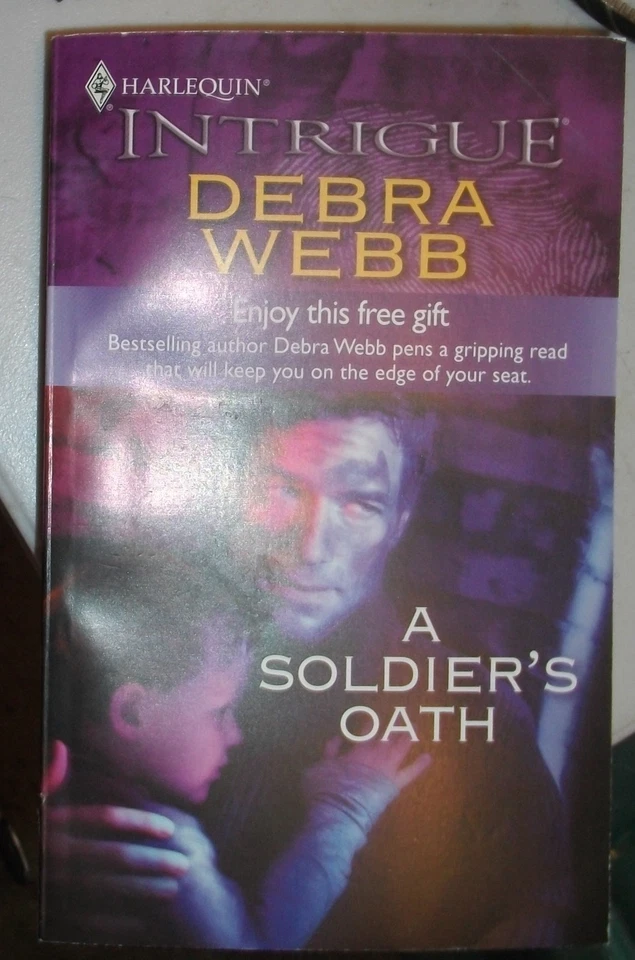 HARLEQUIN®
INTRIGUE®
DEBRA
WEBB
Enjoy this free gift
Bestselling author Debra Webb pens a gripping read
that will keep you on the edge of your seat.
A
SOLDIER'S
OATH